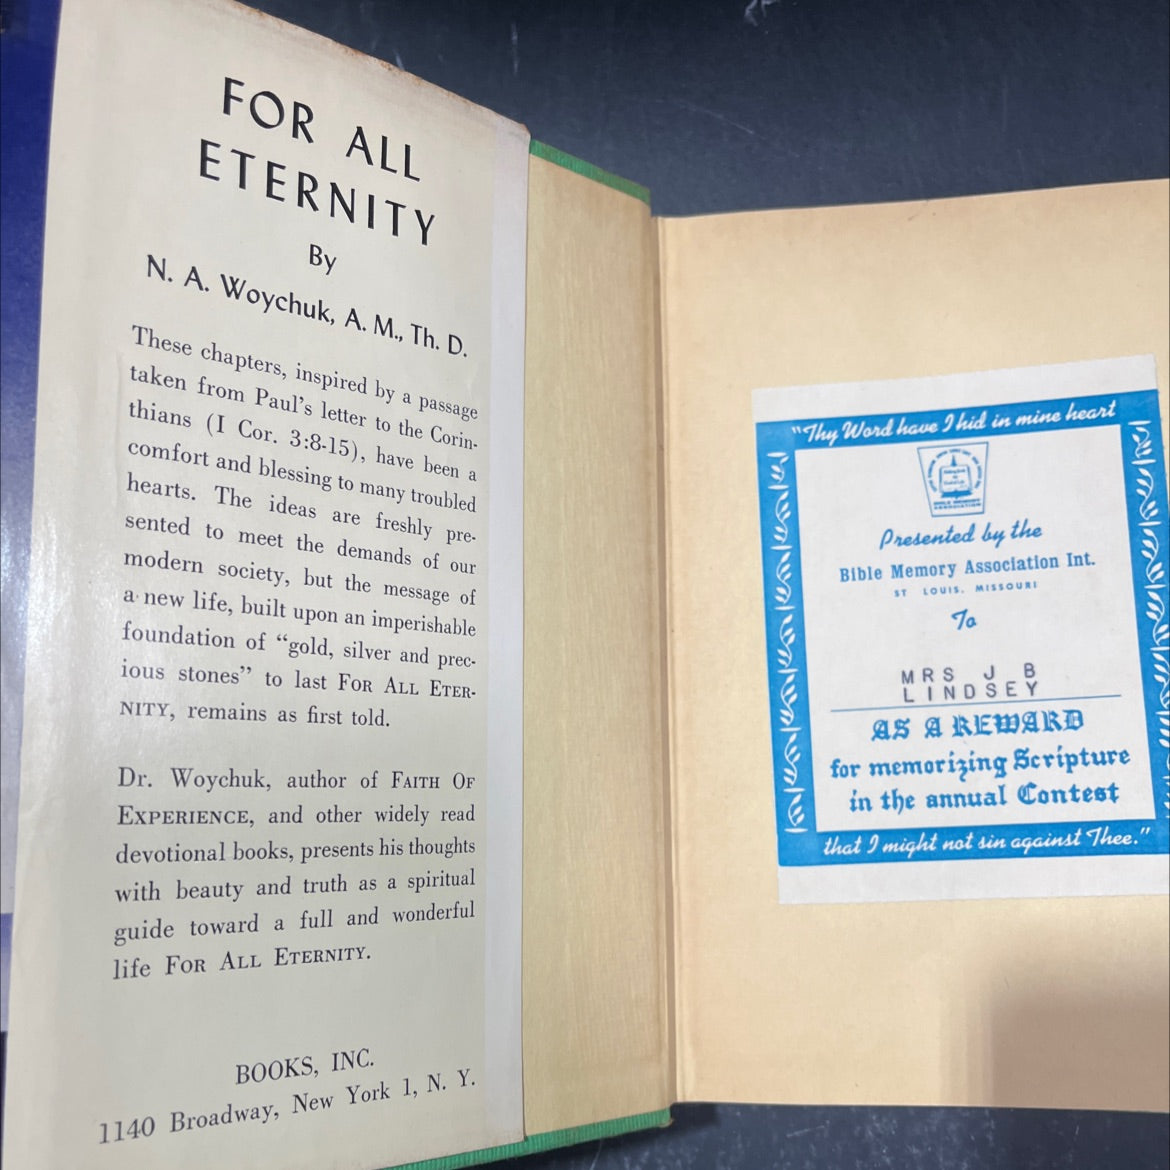 FOR ALL
ETERNITY
By
N. A. Woychuk, A. M., Th. D.
These chapters, inspired by a passage
taken from Paul's letter to the Corin-
thians (I Cor. 3:8-15), have been a
comfort and blessing to many troubled
hearts. The ideas are freshly pre-
sented to meet the demands of our
modern society, but the message of
a new life, built upon an imperishable
foundation of “gold, silver and prec-
ious stones” to last FOR ALL ETER-
NITY, remains as first told.
Dr. Woychuk, author of FAITH OF
EXPERIENCE, and other widely read
devotional books, presents his thoughts
with beauty and truth as a spiritual
guide toward a full and wonderful
life FOR ALL ETERNITY.
BOOKS, INC.
1140 Broadway, New York 1, N. Y.
"Thy Word have I hid in mine heart
BIBLE MEMORY
ASSOCIATION
Presented by the
Bible Memory Association Int.
ST LOUIS, MISSOURI
To
MRS J B
LINDSEY
AS A REWARD
for memorizing Scripture
in the annual Contest
that I might not sin against Thee."